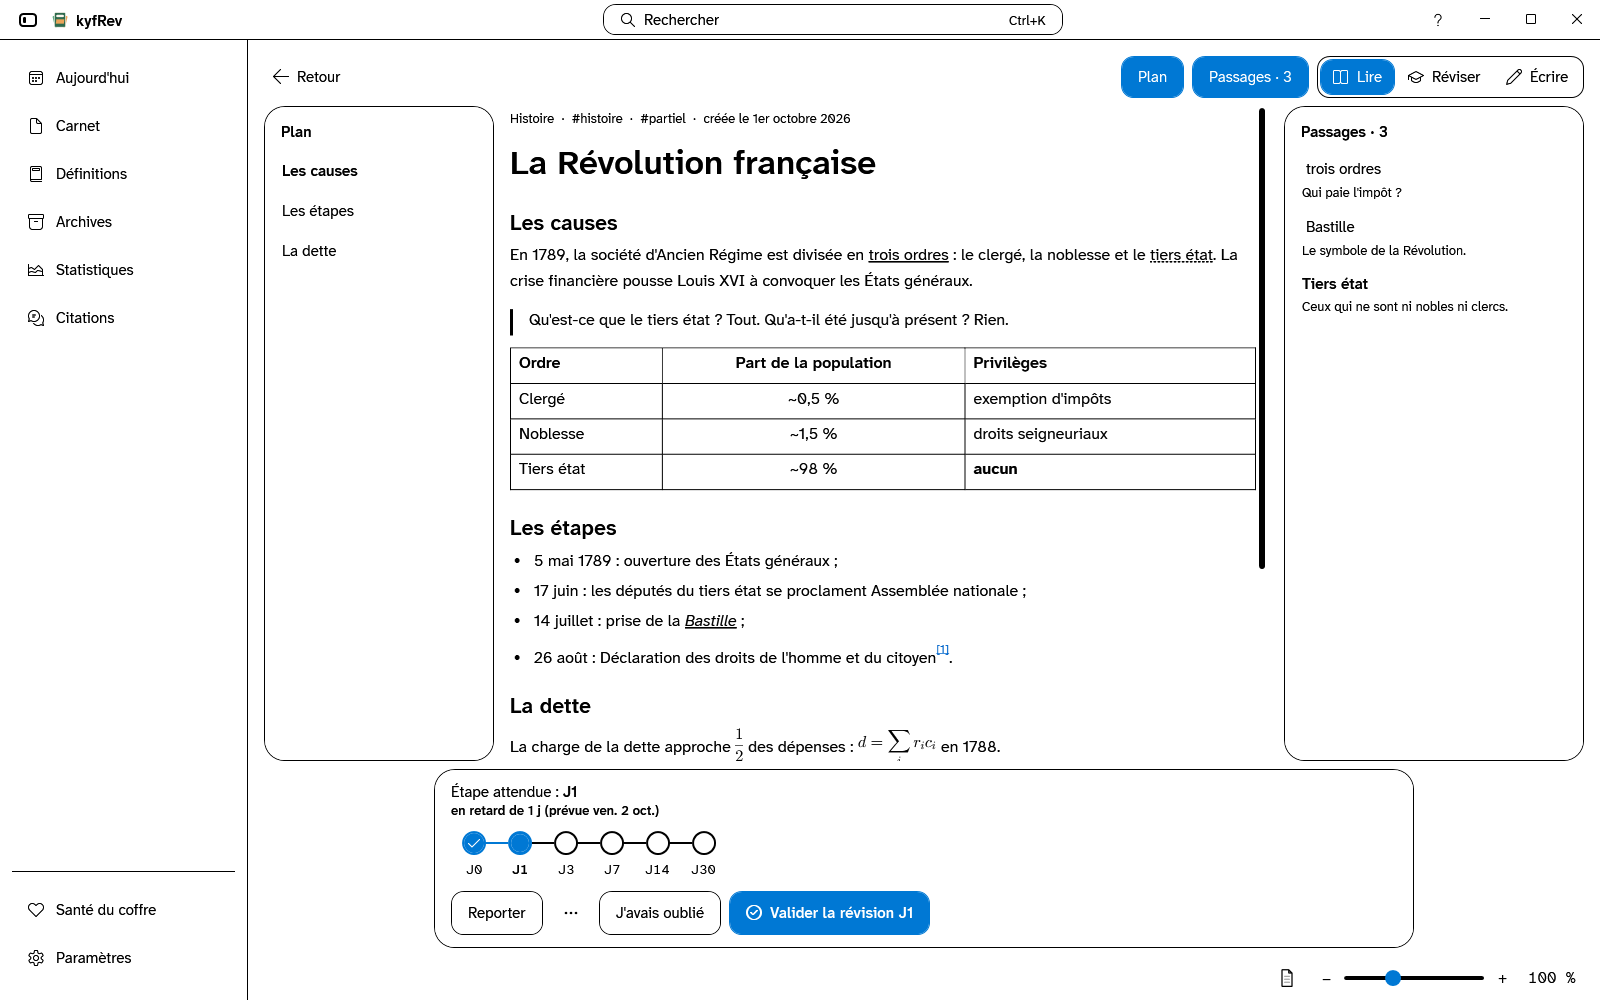 kyfRev
Rechercher
Ctrl+K
?
Aujourd'hui
Carnet
Définitions
Archives
Statistiques
Citations
Santé du coffre
Paramètres
Retour
Plan
Passages · 3
Lire
Réviser
Écrire
Plan
Les causes
Les étapes
La dette
Histoire · #histoire · #partiel · créée le 1er octobre 2026
La Révolution française
Les causes
En 1789, la société d'Ancien Régime est divisée en trois ordres : le clergé, la noblesse et le tiers état. La
crise financière pousse Louis XVI à convoquer les États généraux.
Qu'est-ce que le tiers état ? Tout. Qu'a-t-il été jusqu'à présent ? Rien.
Ordre Part de la population Privilèges
Clergé ~0,5 % exemption d'impôts
Noblesse ~1,5 % droits seigneuriaux
Tiers état ~98 % aucun
Les étapes
• 5 mai 1789 : ouverture des États généraux ;
• 17 juin : les députés du tiers état se proclament Assemblée nationale ;
• 14 juillet : prise de la Bastille ;
• 26 août : Déclaration des droits de l'homme et du citoyen[1].
La dette
La charge de la dette approche 1/2 des dépenses : d = ∑_i r_i c_i en 1788.
Passages · 3
trois ordres
Qui paie l'impôt ?
Bastille
Le symbole de la Révolution.
Tiers état
Ceux qui ne sont ni nobles ni clercs.
Étape attendue : J1
en retard de 1 j (prévue ven. 2 oct.)
J0 J1 J3 J7 J14 J30
Reporter
···
J'avais oublié
Valider la révision J1
− + 100 %